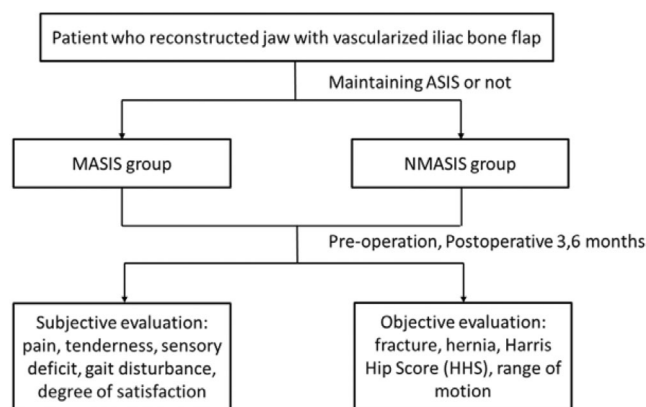 Patient who reconstructed jaw with vascularized iliac bone flap
Maintaining ASIS or not
MASIS group
NMASIS group
Pre-operation, Postoperative 3,6 months
Subjective evaluation:
pain, tenderness, sensory
deficit, gait disturbance,
degree of satisfaction
Objective evaluation:
fracture, hernia, Harris
Hip Score (HHS), range of
motion